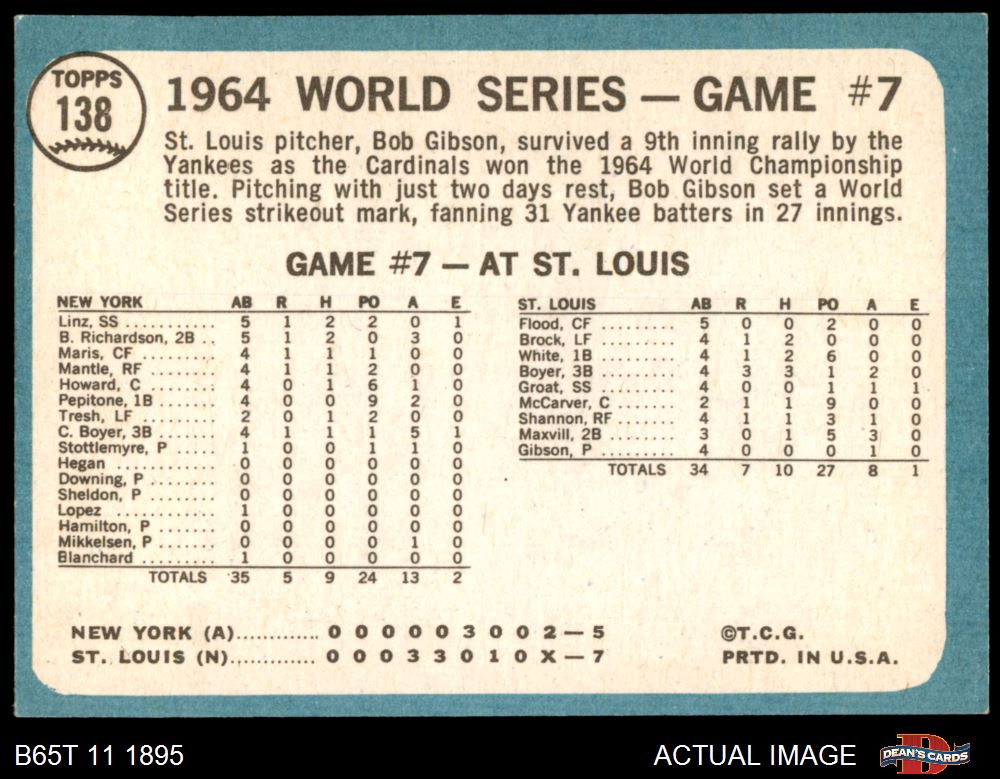 TOPPS
138
1964 WORLD SERIES — GAME #7
St. Louis pitcher, Bob Gibson, survived a 9th inning rally by the
Yankees as the Cardinals won the 1964 World Championship
title. Pitching with just two days rest, Bob Gibson set a World
Series strikeout mark, fanning 31 Yankee batters in 27 innings.
GAME #7 — AT ST. LOUIS
NEW YORK AB R H PO A E
Linz, SS ........... 5 1 2 2 0 1
B. Richardson, 2B .. 5 1 2 0 3 0
Maris, CF ......... 4 1 1 1 0 0
Mantle, RF ........ 4 1 1 2 0 0
Howard, C ........ 4 0 1 6 1 0
Pepitone, 1B ...... 4 0 0 9 2 0
Tresh, LF ......... 2 0 1 2 0 0
C. Boyer, 3B ....... 4 1 1 1 5 1
Stottlemyre, P ..... 1 0 0 1 1 0
Hegan ............ 0 0 0 0 0 0
Downing, P ........ 0 0 0 0 0 0
Sheldon, P ........ 0 0 0 0 0 0
Lopez ............ 1 0 0 0 0 0
Hamilton, P ....... 0 0 0 0 0 0
Mikkelsen, P ....... 0 0 0 0 1 0
Blanchard ......... 1 0 0 0 0 0
TOTALS 35 5 9 24 13 2
ST. LOUIS AB R H PO A E
Flood, CF ......... 5 0 0 2 0 0
Brock, LF ......... 4 1 2 0 0 0
White, 1B ......... 4 1 2 6 0 0
Boyer, 3B ......... 4 3 3 1 2 0
Groat, SS ......... 4 0 0 1 1 1
McCarver, C ....... 2 1 1 9 0 0
Shannon, RF ....... 4 1 1 3 1 0
Maxvill, 2B ........ 3 0 1 5 3 0
Gibson, P ......... 4 0 0 0 1 0
TOTALS 34 7 10 27 8 1
NEW YORK (A)............ 0 0 0 0 0 3 0 0 2 — 5
ST. LOUIS (N)............ 0 0 0 3 3 0 1 0 X — 7
©T.C.G.
PRTD. IN U.S.A.
B65T 11 1895
ACTUAL IMAGE
DEAN'S CARDS